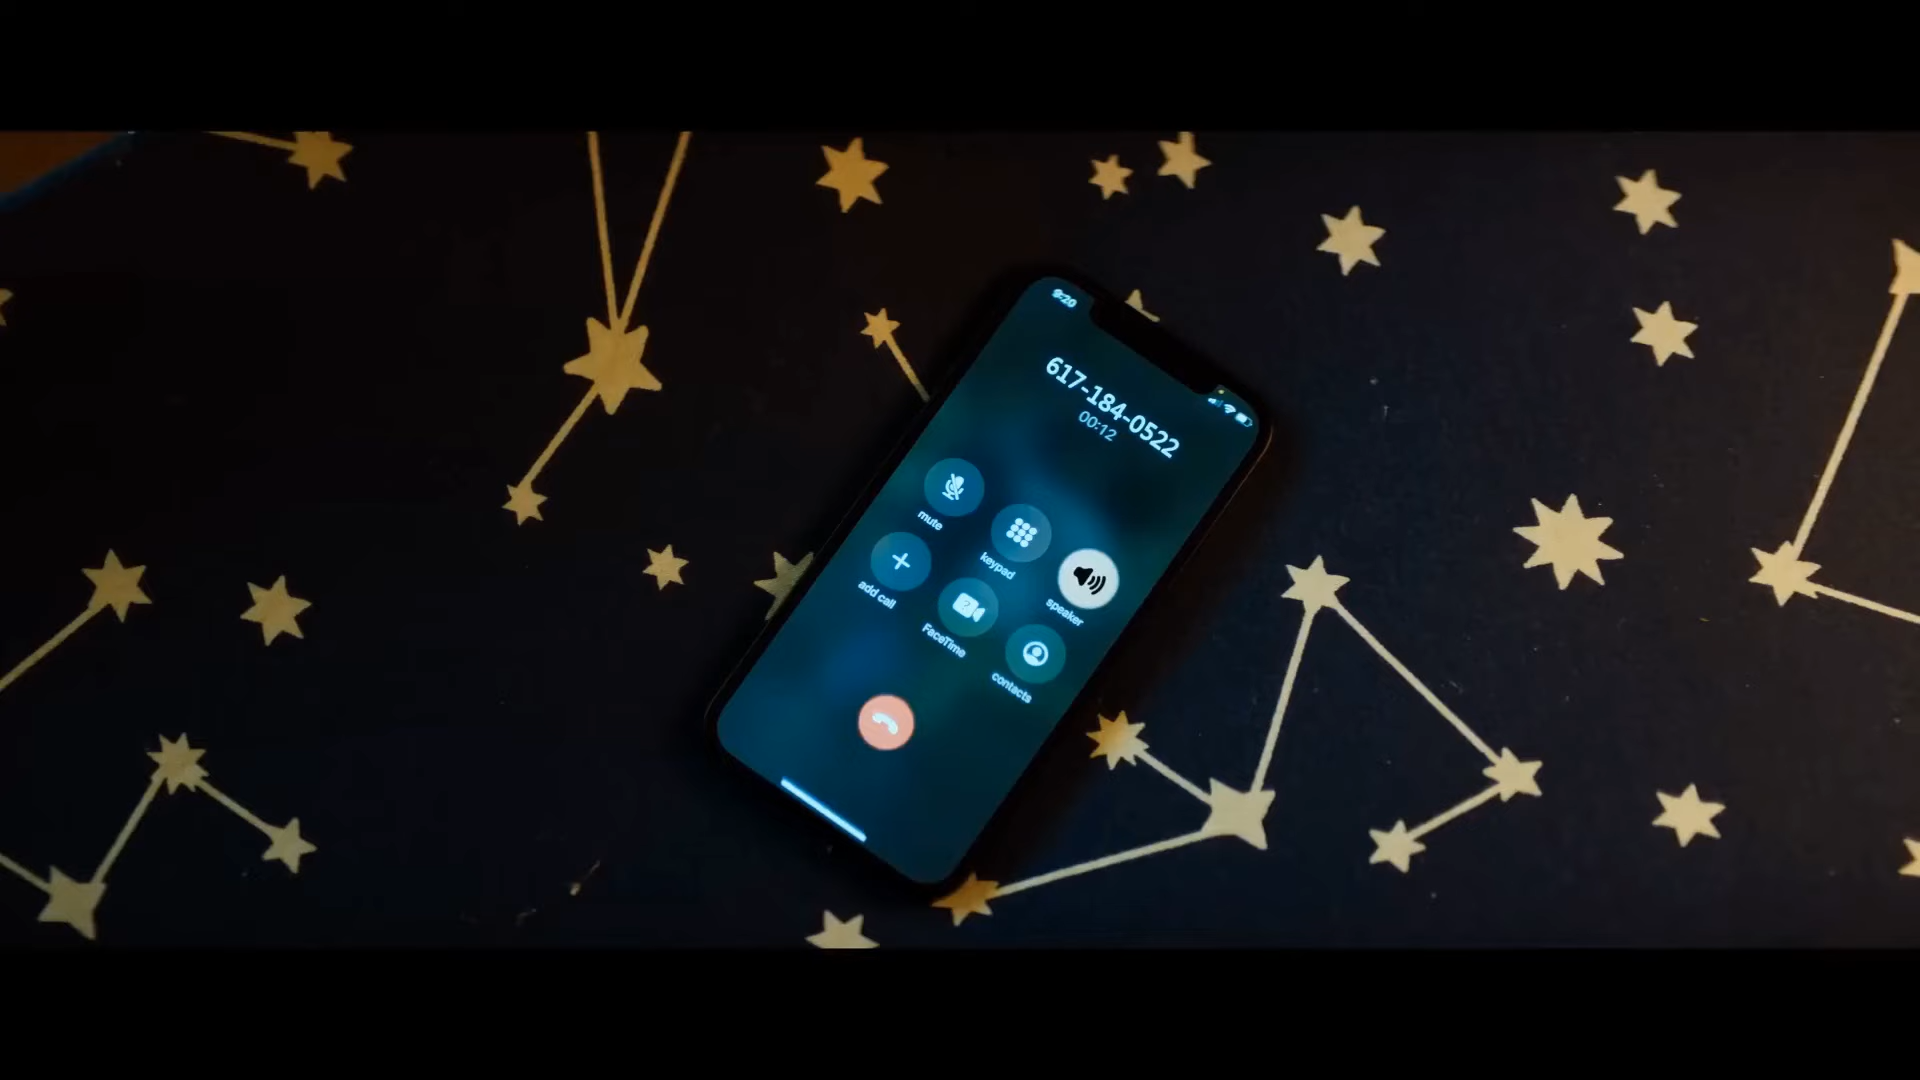 9:20
617-184-0522
00:12
mute
keypad
speaker
add call
FaceTime
contacts